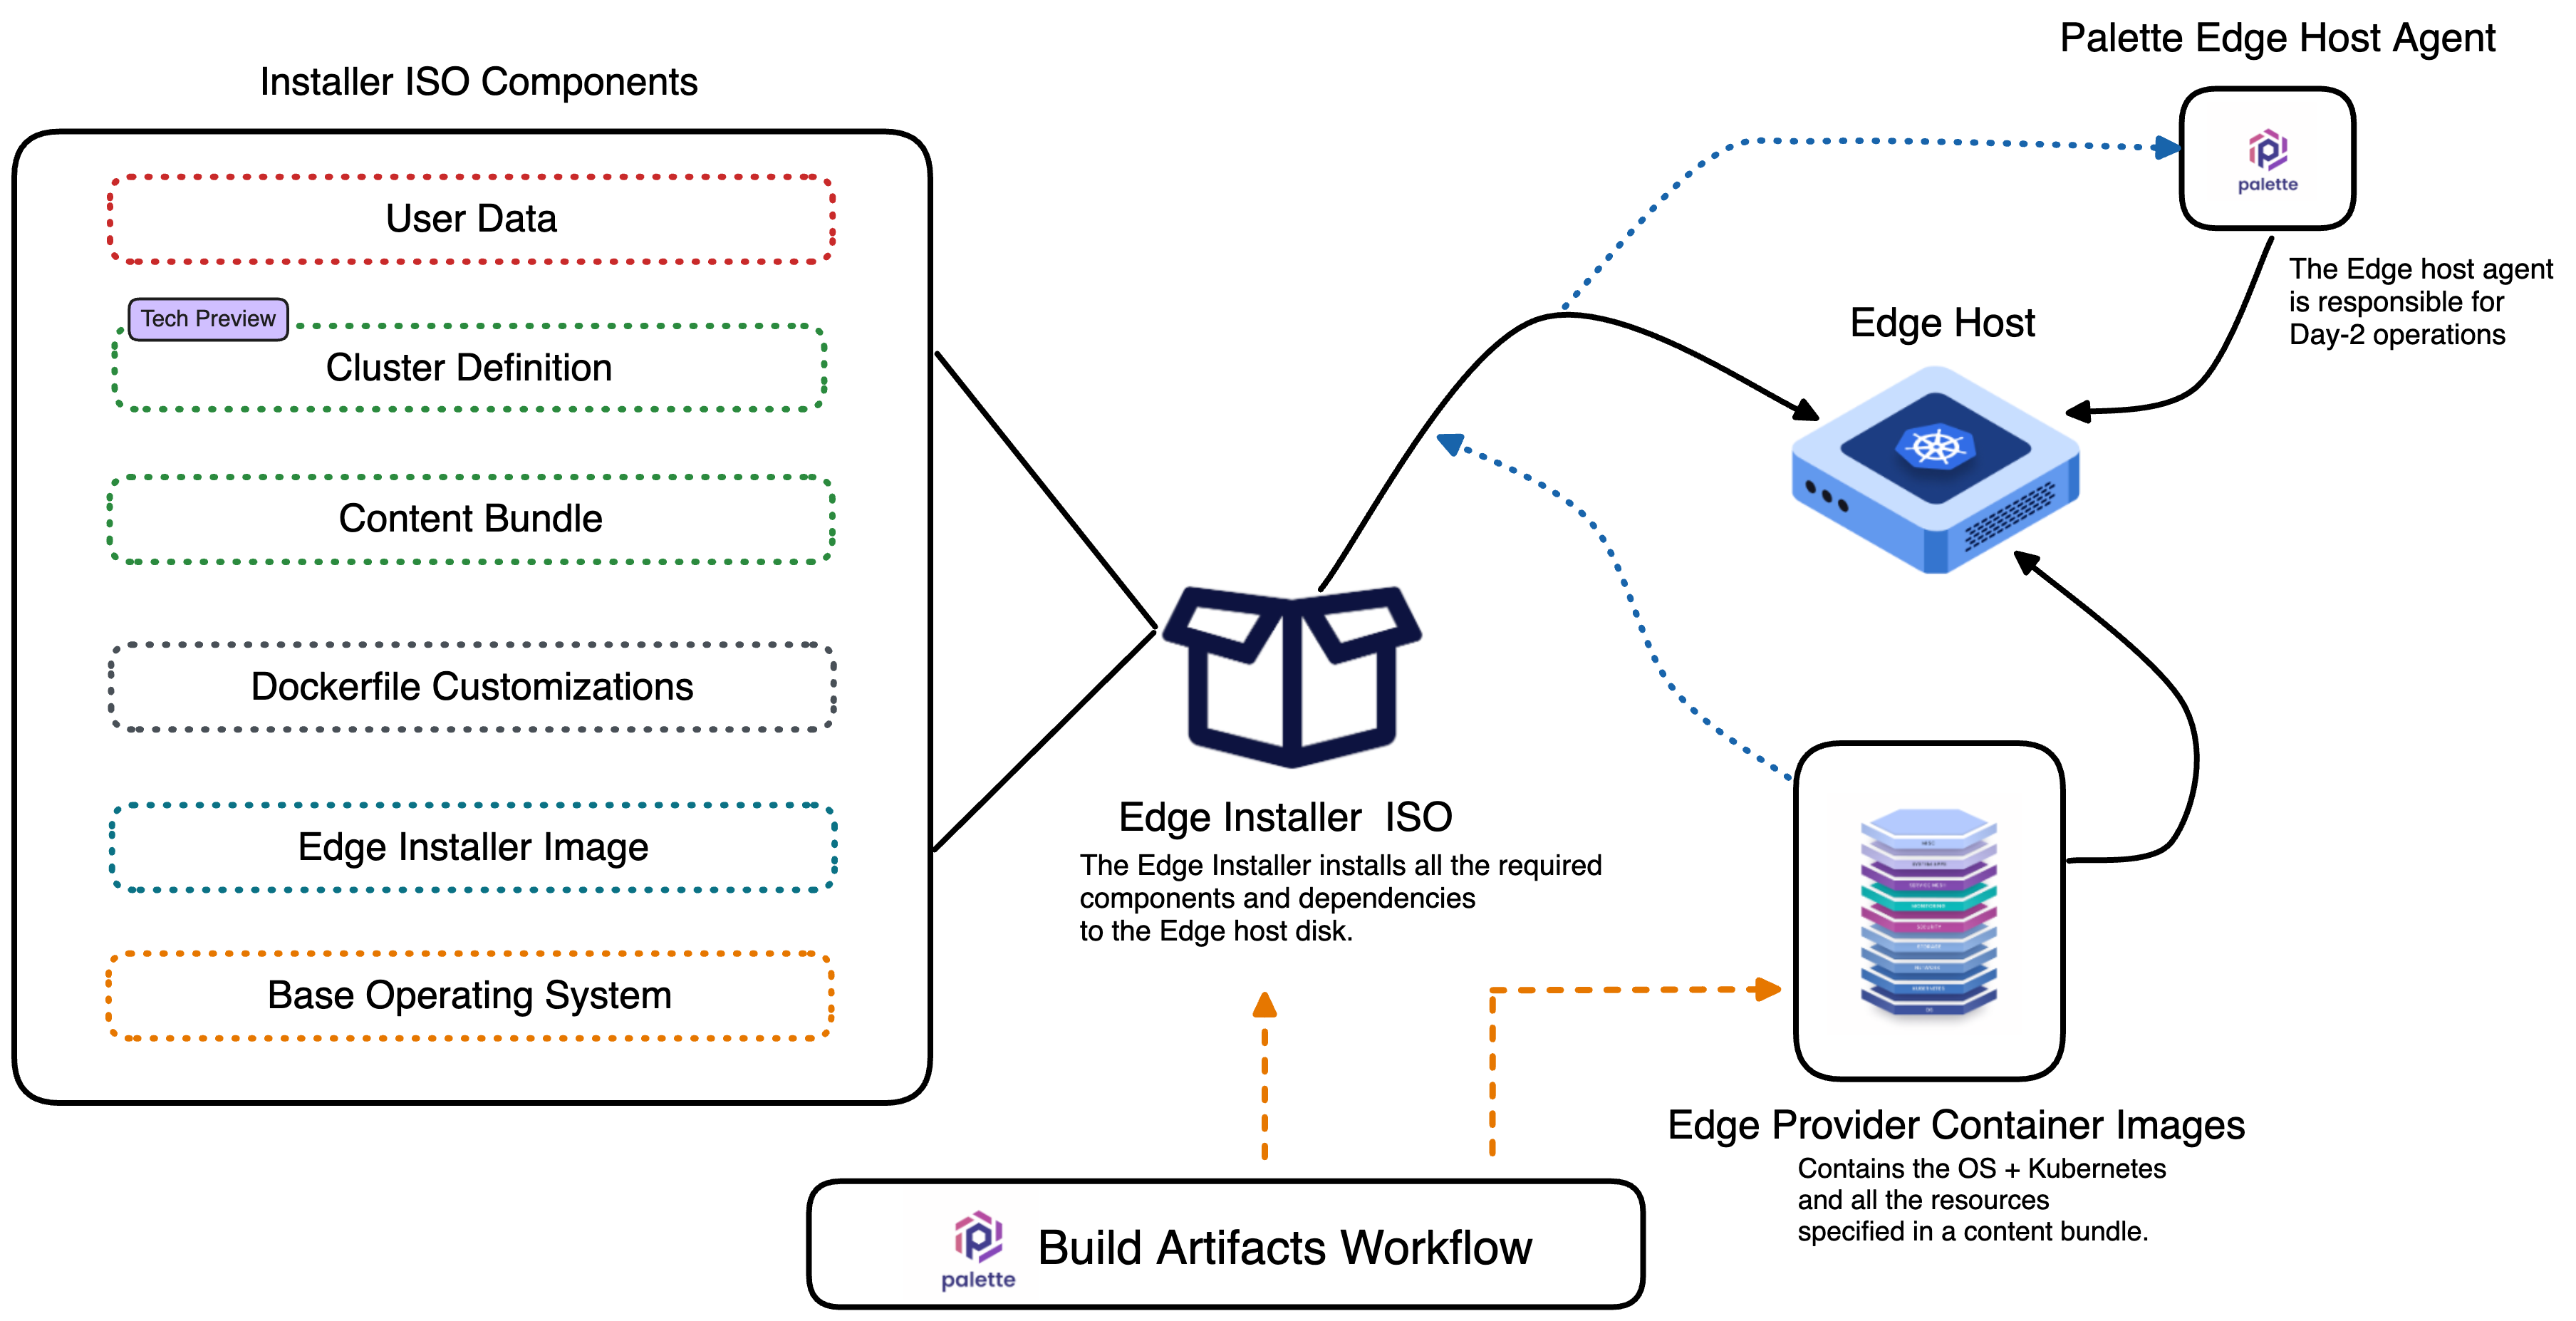 Installer ISO Components
User Data
Tech Preview
Cluster Definition
Content Bundle
Dockerfile Customizations
Edge Installer Image
Base Operating System
Edge Installer ISO
The Edge Installer installs all the required
components and dependencies
to the Edge host disk.
Palette Edge Host Agent
palette
The Edge host agent
is responsible for
Day-2 operations
Edge Host
SECURITY
KUBERNETES
OS
Edge Provider Container Images
Contains the OS + Kubernetes
and all the resources
specified in a content bundle.
palette
Build Artifacts Workflow